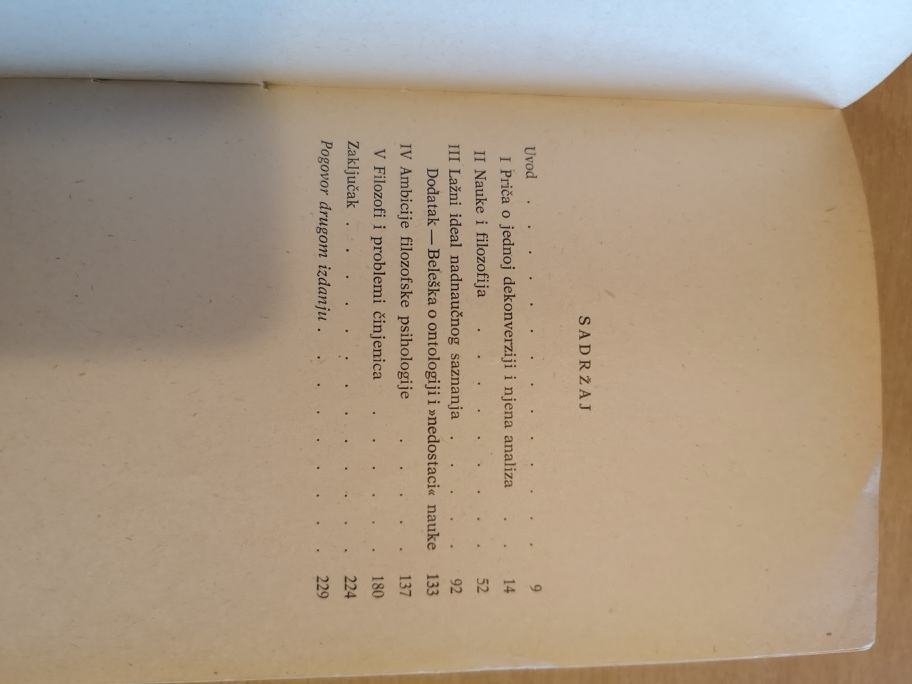 SADRŽAJ
Uvod . . . . . . . . 9
I Priča o jednoj dekonverziji i njena analiza . . 14
II Nauke i filozofija . . . . . . 52
III Lažni ideal nadnaučnog saznanja . . . . 92
Dodatak — Beleška o ontologiji i »nedostaci« nauke 133
IV Ambicije filozofske psihologije . . . . 137
V Filozofi i problemi činjenica . . . . 180
Zaključak . . . . . . . . 224
Pogovor drugom izdanju . . . . . . 229